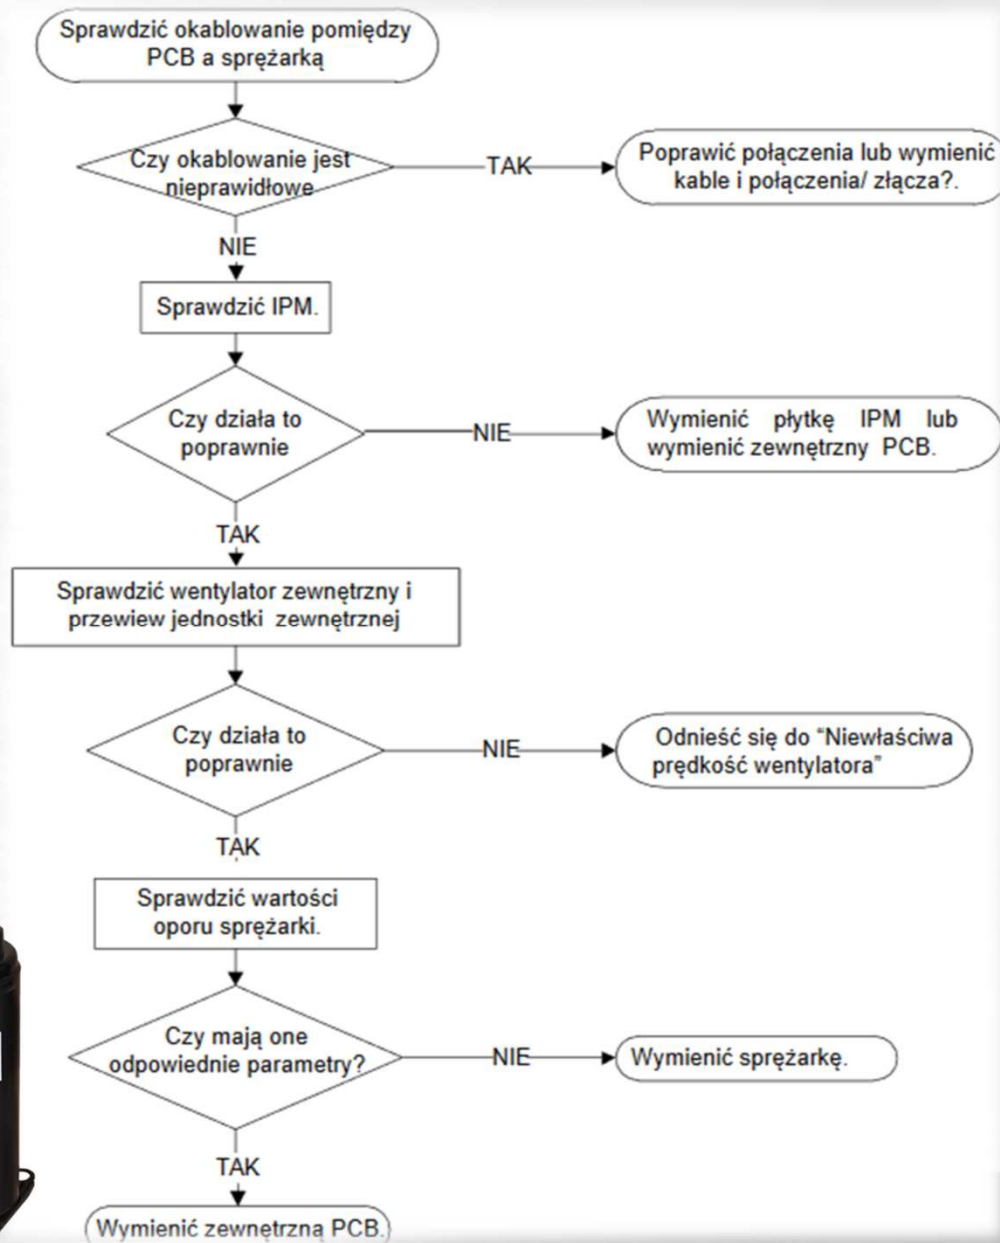 Sprawdzić okablowanie pomiędzy
PCB a sprężarką
Czy okablowanie jest
nieprawidłowe
TAK
Poprawić połączenia lub wymienić
kable i połączenia/ złącza?.
NIE
Sprawdzić IPM.
Czy działa to
poprawnie
NIE
Wymienić płytkę IPM lub
wymienić zewnętrzny PCB.
TAK
Sprawdzić wentylator zewnętrzny i
przewiew jednostki zewnętrznej
Czy działa to
poprawnie
NIE
Odnieść się do “Niewłaściwa
prędkość wentylatora”
TAK
Sprawdzić wartości
oporu sprężarki.
Czy mają one
odpowiednie parametry?
NIE
Wymienić sprężarkę.
TAK
Wymienić zewnętrzną PCB.